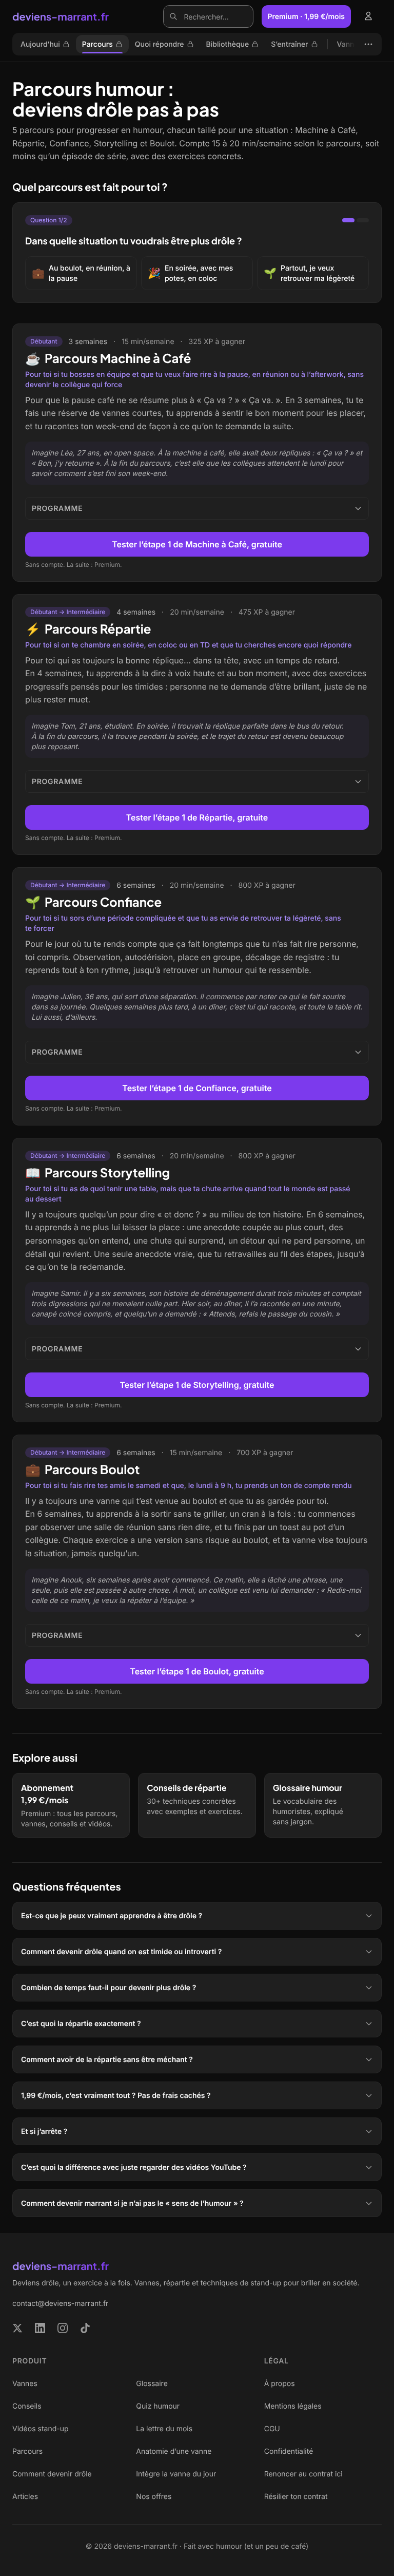 deviens-marrant.fr
Rechercher...
Premium · 1,99 €/mois
Aujourd'hui
Parcours
Quoi répondre
Bibliothèque
S'entraîner
Parcours humour :
deviens drôle pas à pas
5 parcours pour progresser en humour, chacun taillé pour une situation : Machine à Café,
Répartie, Confiance, Storytelling et Boulot. Compte 15 à 20 min/semaine selon le parcours, soit
moins qu'un épisode de série, avec des exercices concrets.
Quel parcours est fait pour toi ?
Question 1/2
Dans quelle situation tu voudrais être plus drôle ?
Au boulot, en réunion, à
la pause
En soirée, avec mes
potes, en coloc
Partout, je veux
retrouver ma légèreté
Débutant 3 semaines · 15 min/semaine · 325 XP à gagner
Parcours Machine à Café
Pour toi si tu bosses en équipe et que tu veux faire rire à la pause, en réunion ou à l'afterwork, sans
devenir le collègue qui force
Parce que la pause café ne se résume plus à « Ça va ? » « Ça va. ». En 3 semaines, tu te
fais une réserve de vannes courtes, tu apprends à sentir le bon moment pour les placer,
et tu racontes ton week-end de façon à ce qu'on te demande la suite.
Imagine Léa, 27 ans, en open space. À la machine à café, elle avait deux répliques : « Ça va ? » et
« Bon, j'y retourne ». À la fin du parcours, c'est elle que les collègues attendent le lundi pour
savoir comment s'est fini son week-end.
PROGRAMME
Tester l'étape 1 de Machine à Café, gratuite
Sans compte. La suite : Premium.
Débutant → Intermédiaire 4 semaines · 20 min/semaine · 475 XP à gagner
Parcours Répartie
Pour toi si on te chambre en soirée, en coloc ou en TD et que tu cherches encore quoi répondre
Pour toi qui as toujours la bonne réplique... dans ta tête, avec un temps de retard.
En 4 semaines, tu apprends à la dire à voix haute et au bon moment, avec des exercices
progressifs pensés pour les timides : personne ne te demande d'être brillant, juste de ne
plus rester muet.
Imagine Tom, 21 ans, étudiant. En soirée, il trouvait la réplique parfaite dans le bus du retour.
À la fin du parcours, il la trouve pendant la soirée, et le trajet du retour est devenu beaucoup
plus reposant.
PROGRAMME
Tester l'étape 1 de Répartie, gratuite
Sans compte. La suite : Premium.
Débutant → Intermédiaire 6 semaines · 20 min/semaine · 800 XP à gagner
Parcours Confiance
Pour toi si tu sors d'une période compliquée et que tu as envie de retrouver ta légèreté, sans
te forcer
Pour le jour où tu te rends compte que ça fait longtemps que tu n'as fait rire personne,
toi compris. Observation, autodérision, place en groupe, décalage de registre : tu
reprends tout à ton rythme, jusqu'à retrouver un humour qui te ressemble.
Imagine Julien, 36 ans, qui sort d'une séparation. Il commence par noter ce qui le fait sourire
dans sa journée. Quelques semaines plus tard, à un dîner, c'est lui qui raconte, et toute la table rit.
Lui aussi, d'ailleurs.
PROGRAMME
Tester l'étape 1 de Confiance, gratuite
Sans compte. La suite : Premium.
Débutant → Intermédiaire 6 semaines · 20 min/semaine · 800 XP à gagner
Parcours Storytelling
Pour toi si tu as de quoi tenir une table, mais que ta chute arrive quand tout le monde est passé
au dessert
Il y a toujours quelqu'un pour dire « et donc ? » au milieu de ton histoire. En 6 semaines,
tu apprends à ne plus lui laisser la place : une anecdote coupée au plus court, des
personnages qu'on entend, une chute qui surprend, un détour qui ne perd personne, un
détail qui revient. Une seule anecdote vraie, que tu retravailles au fil des étapes, jusqu'à
ce qu'on te la redemande.
Imagine Samir. Il y a six semaines, son histoire de déménagement durait trois minutes et comptait
trois digressions qui ne menaient nulle part. Hier soir, au dîner, il l'a racontée en une minute,
canapé coincé compris, et quelqu'un a demandé : « Attends, refais le passage du cousin. »
PROGRAMME
Tester l'étape 1 de Storytelling, gratuite
Sans compte. La suite : Premium.
Débutant → Intermédiaire 6 semaines · 15 min/semaine · 700 XP à gagner
Parcours Boulot
Pour toi si tu fais rire tes amis le samedi et que, le lundi à 9 h, tu prends un ton de compte rendu
Il y a toujours une vanne qui t'est venue au boulot et que tu as gardée pour toi.
En 6 semaines, tu apprends à la sortir sans te griller, un cran à la fois : tu commences
par observer une salle de réunion sans rien dire, et tu finis par un toast au pot d'un
collègue. Chaque exercice a une version sans risque au boulot, et ta vanne vise toujours
la situation, jamais quelqu'un.
Imagine Anouk, six semaines après avoir commencé. Ce matin, elle a lâché une phrase, une
seule, puis elle est passée à autre chose. À midi, un collègue est venu lui demander : « Redis-moi
celle de ce matin, je veux la répéter à l'équipe. »
PROGRAMME
Tester l'étape 1 de Boulot, gratuite
Sans compte. La suite : Premium.
Explore aussi
Abonnement
1,99 €/mois
Premium : tous les parcours,
vannes, conseils et vidéos.
Conseils de répartie
30+ techniques concrètes
avec exemples et exercices.
Glossaire humour
Le vocabulaire des
humoristes, expliqué
sans jargon.
Questions fréquentes
Est-ce que je peux vraiment apprendre à être drôle ?
Comment devenir drôle quand on est timide ou introverti ?
Combien de temps faut-il pour devenir plus drôle ?
C'est quoi la répartie exactement ?
Comment avoir de la répartie sans être méchant ?
1,99 €/mois, c'est vraiment tout ? Pas de frais cachés ?
Et si j'arrête ?
C'est quoi la différence avec juste regarder des vidéos YouTube ?
Comment devenir marrant si je n'ai pas le « sens de l'humour » ?
deviens-marrant.fr
Deviens drôle, un exercice à la fois. Vannes, répartie et techniques de stand-up pour briller en société.
contact@deviens-marrant.fr
PRODUIT
Vannes
Glossaire
Conseils
Quiz humour
Vidéos stand-up
La lettre du mois
Parcours
Anatomie d'une vanne
Comment devenir drôle
Intègre la vanne du jour
Articles
Nos offres
LÉGAL
À propos
Mentions légales
CGU
Confidentialité
Renoncer au contrat ici
Résilier ton contrat
© 2026 deviens-marrant.fr · Fait avec humour (et un peu de café)